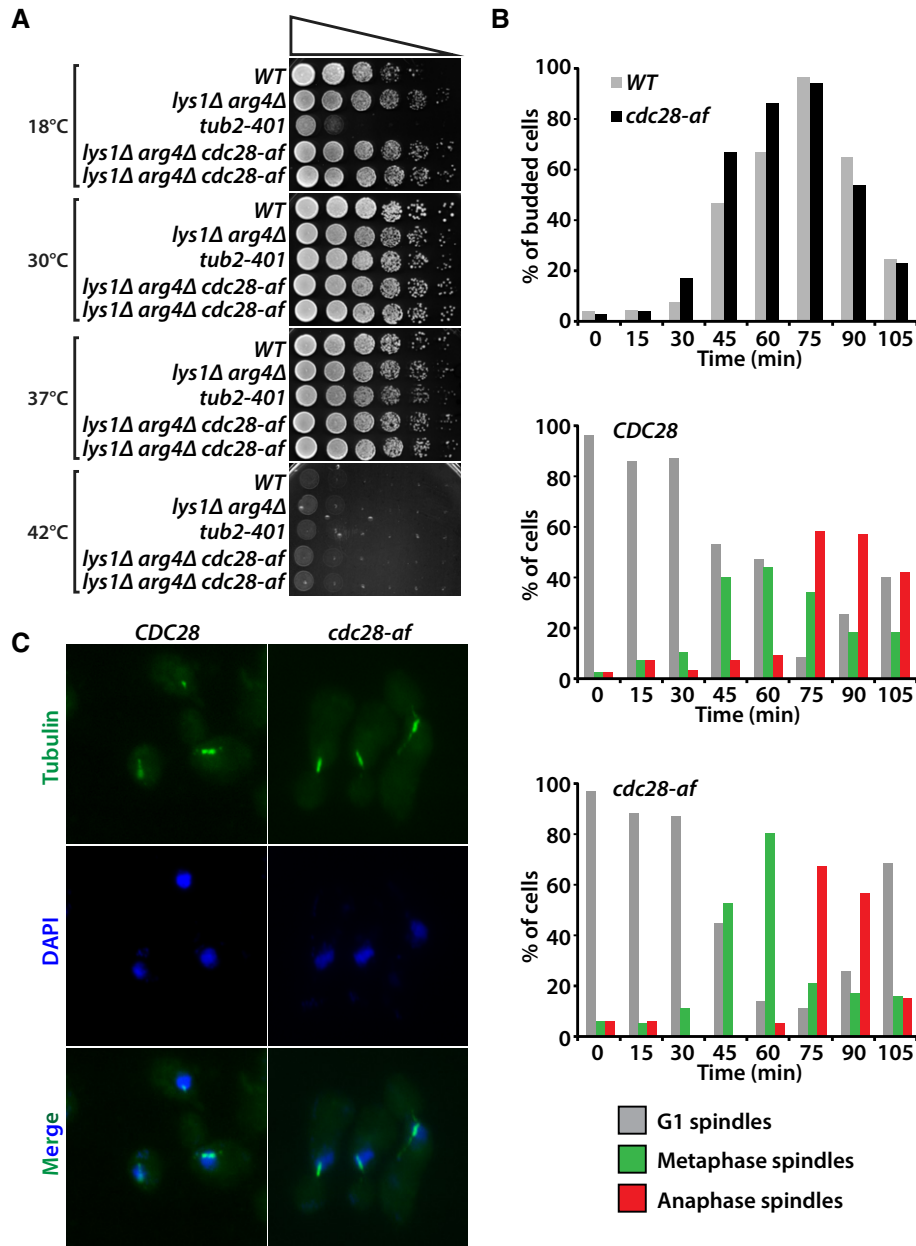 A
18°C
WT
lys1Δ arg4Δ
tub2-401
lys1Δ arg4Δ cdc28-af
lys1Δ arg4Δ cdc28-af
30°C
WT
lys1Δ arg4Δ
tub2-401
lys1Δ arg4Δ cdc28-af
lys1Δ arg4Δ cdc28-af
37°C
WT
lys1Δ arg4Δ
tub2-401
lys1Δ arg4Δ cdc28-af
lys1Δ arg4Δ cdc28-af
42°C
WT
lys1Δ arg4Δ
tub2-401
lys1Δ arg4Δ cdc28-af
lys1Δ arg4Δ cdc28-af
B
% of budded cells
100
80
60
40
20
0
WT
cdc28-af
0 15 30 45 60 75 90 105
Time (min)
CDC28
% of cells
100
80
60
40
20
0
0 15 30 45 60 75 90 105
Time (min)
cdc28-af
% of cells
100
80
60
40
20
0
0 15 30 45 60 75 90 105
Time (min)
G1 spindles
Metaphase spindles
Anaphase spindles
C
CDC28 cdc28-af
Tubulin
DAPI
Merge